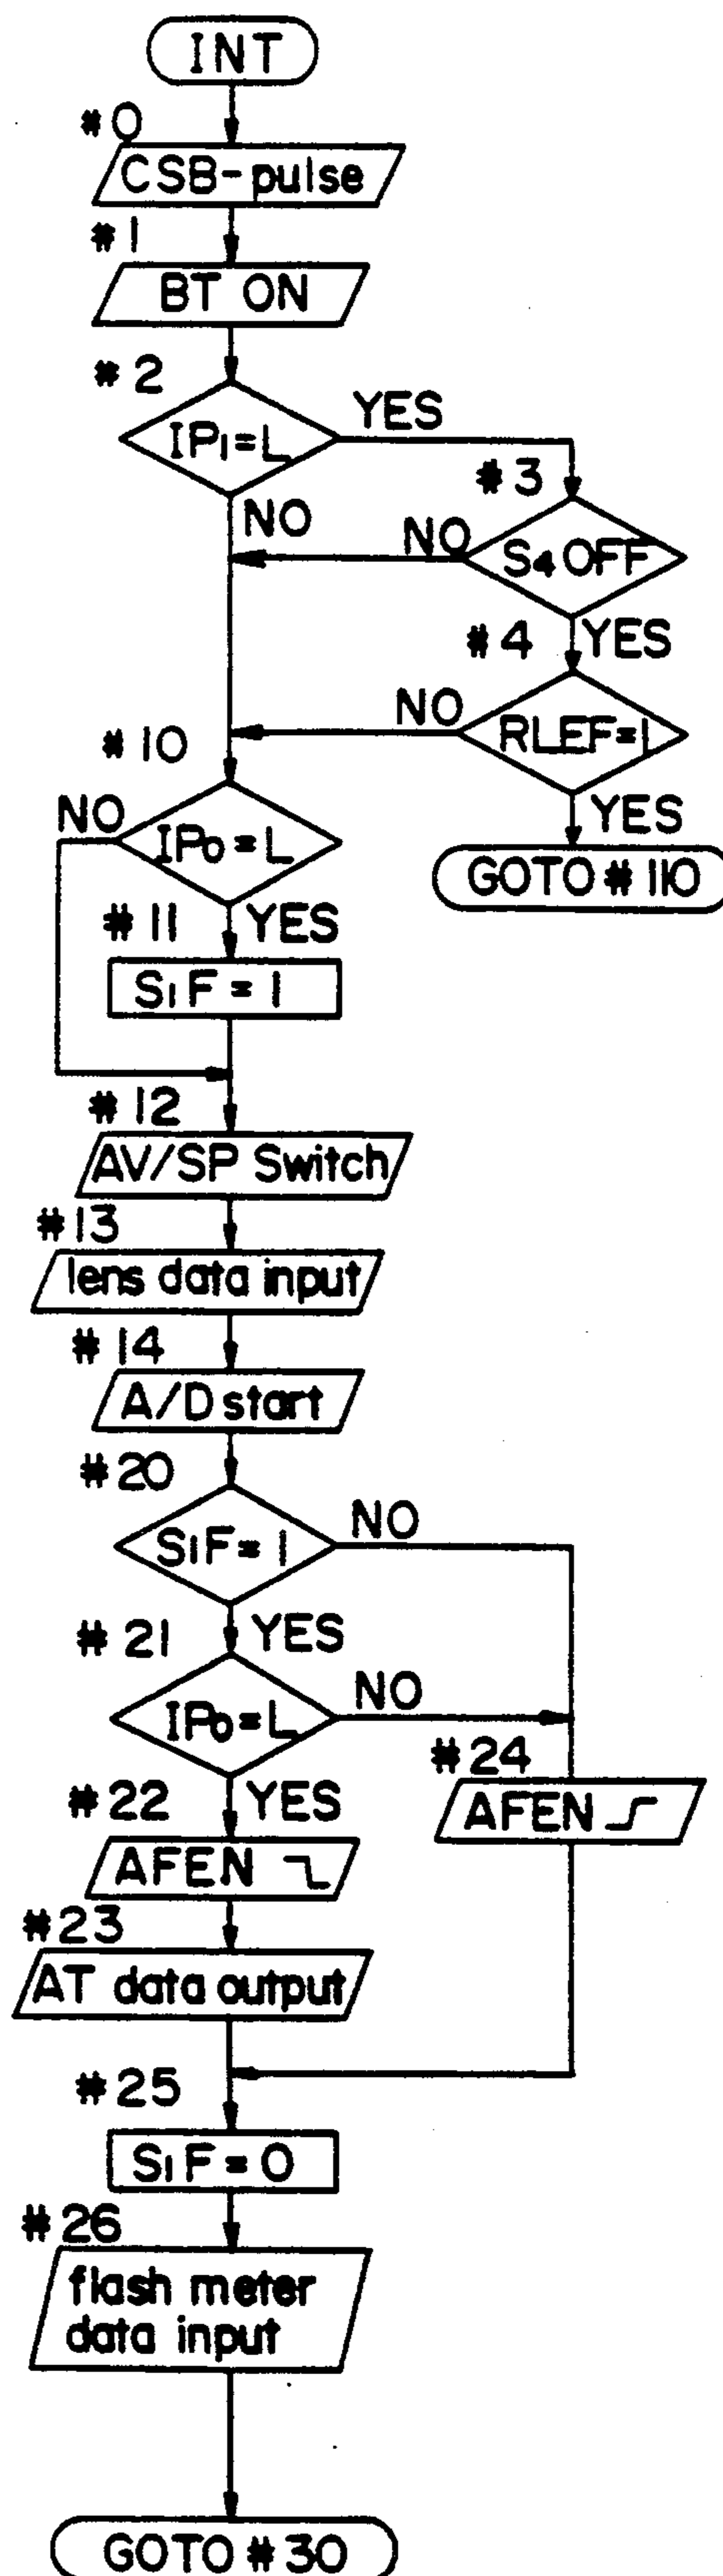 INT
#0
CSB-pulse
#1
BT ON
#2
IP1=L
YES
NO
#3
S4 OFF
NO
YES
#4
RLEF=1
NO
YES
GOTO #110
#10
IP0=L
NO
YES
#11
S1F=1
#12
AV/SP Switch
#13
lens data input
#14
A/D start
#20
S1F=1
NO
YES
#21
IP0=L
NO
YES
#22
AFEN
#24
AFEN
#23
AT data output
#25
S1F=0
#26
flash meter
data input
GOTO #30